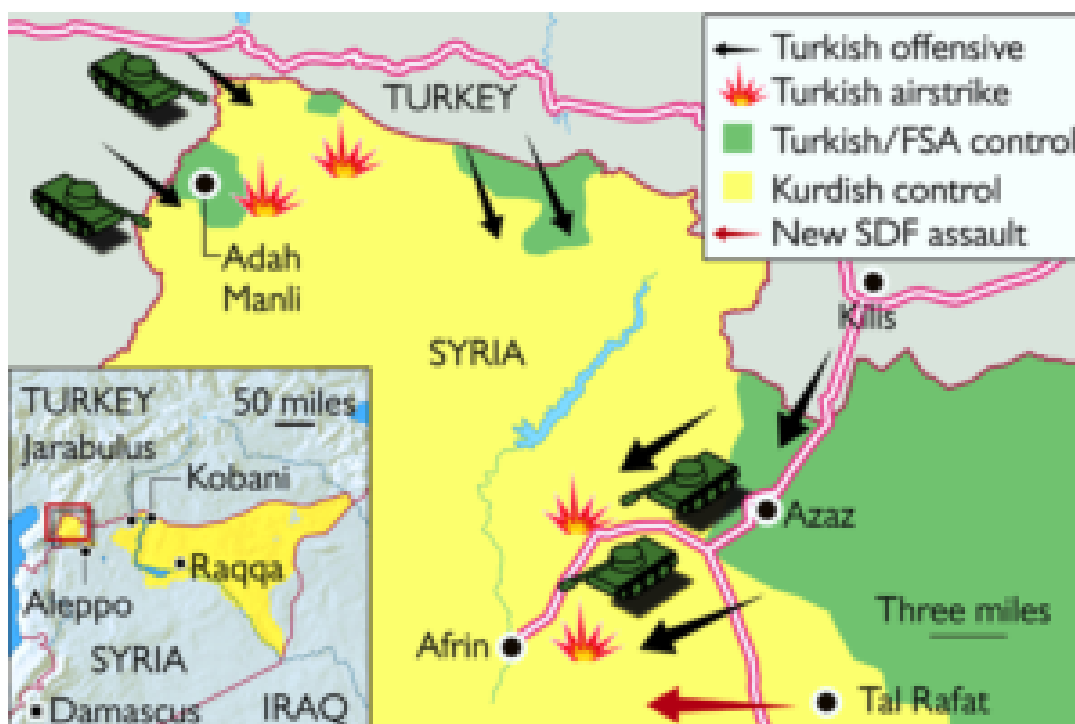 Turkish offensive
Turkish airstrike
Turkish/FSA control
Kurdish control
New SDF assault
TURKEY
Adah
Manli
SYRIA
Kilis
Azaz
Afrin
Three miles
Tal Rafat
TURKEY
50 miles
Jarabulus
Kobani
Raqqa
Aleppo
SYRIA
Damascus
IRAQ